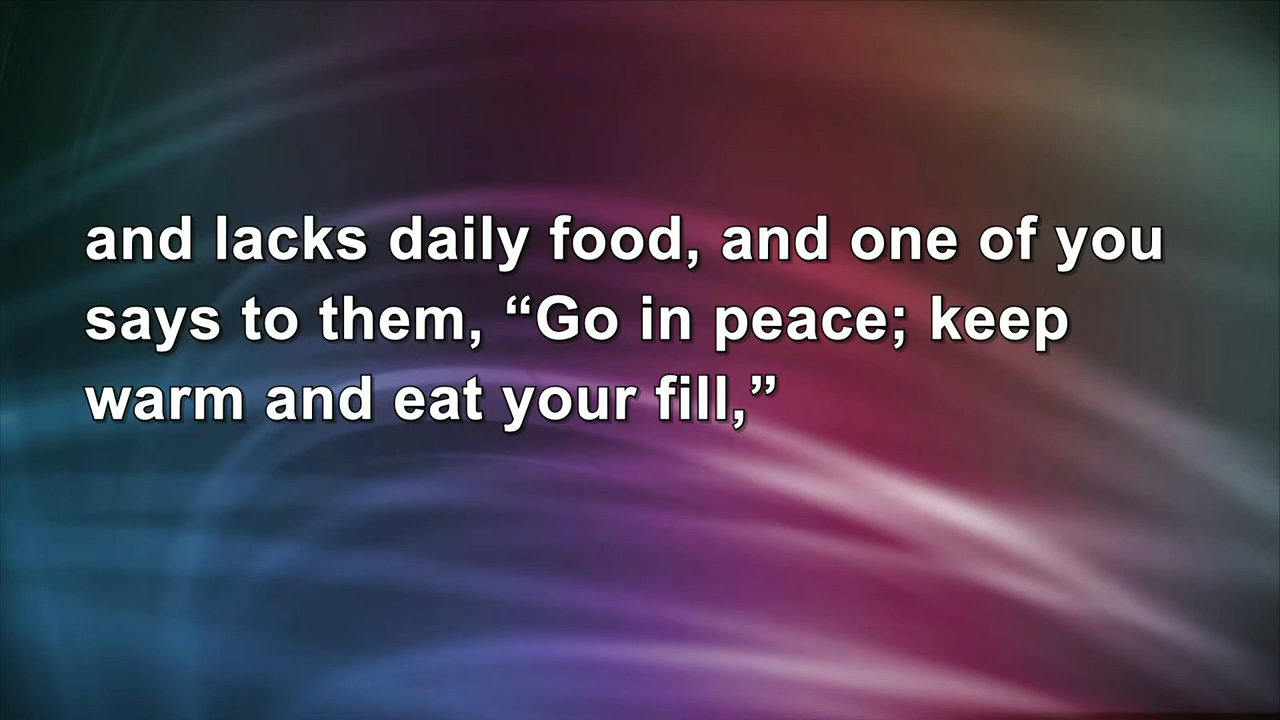 and lacks daily food, and one of you
says to them, “Go in peace; keep
warm and eat your fill,”